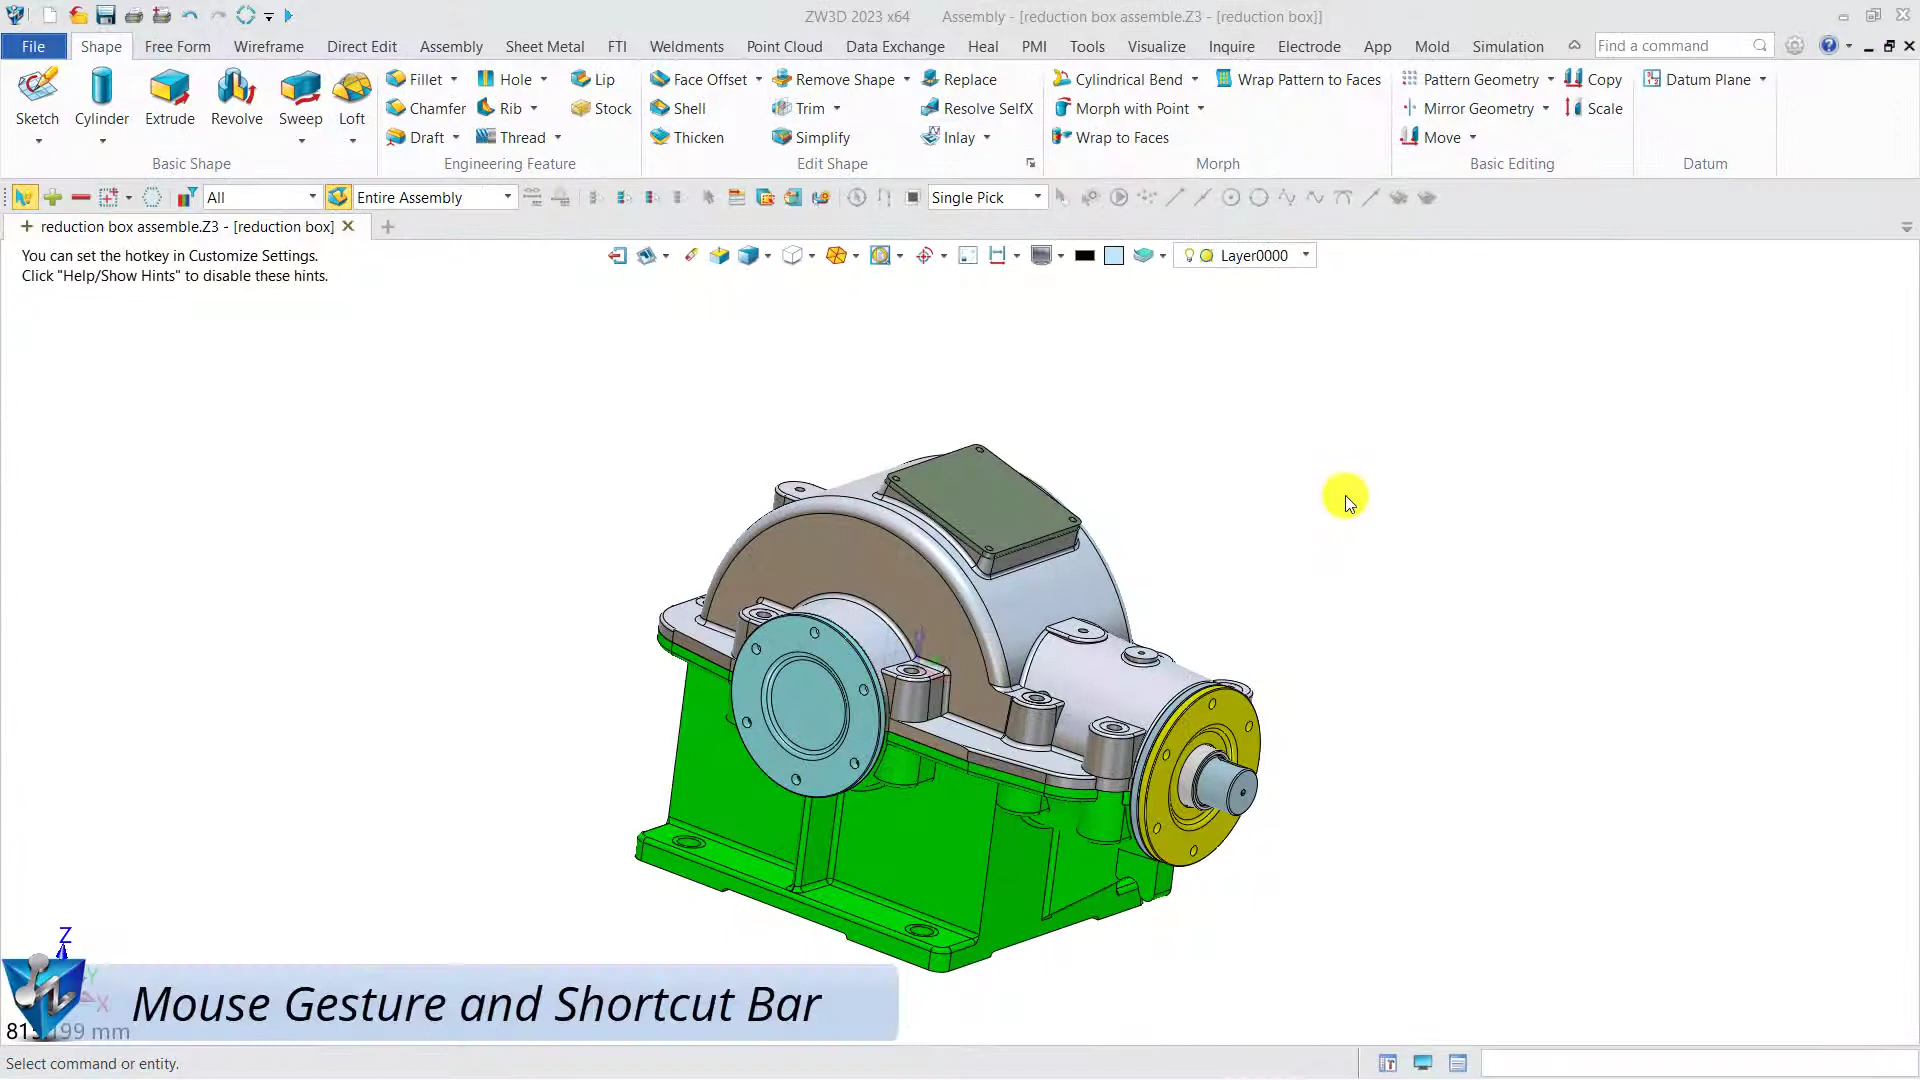 ZW3D 2023 x64 Assembly - [reduction box assemble.Z3 - [reduction box]]
File Shape Free Form Wireframe Direct Edit Assembly Sheet Metal FTI Weldments Point Cloud Data Exchange Heal PMI Tools Visualize Inquire Electrode App Mold Simulation Find a command
Fillet Hole Lip Face Offset Remove Shape Replace Cylindrical Bend Wrap Pattern to Faces Pattern Geometry Copy Datum Plane
Sketch Cylinder Extrude Revolve Sweep Loft Chamfer Rib Stock Shell Trim Resolve SelfX Morph with Point Mirror Geometry Scale
Draft Thread Thicken Simplify Inlay Wrap to Faces Move
Basic Shape Engineering Feature Edit Shape Morph Basic Editing Datum
All Entire Assembly Single Pick
reduction box assemble.Z3 - [reduction box]
You can set the hotkey in Customize Settings.
Click "Help/Show Hints" to disable these hints.
Layer0000
Z
Y
X
Mouse Gesture and Shortcut Bar
199 mm
Select command or entity.